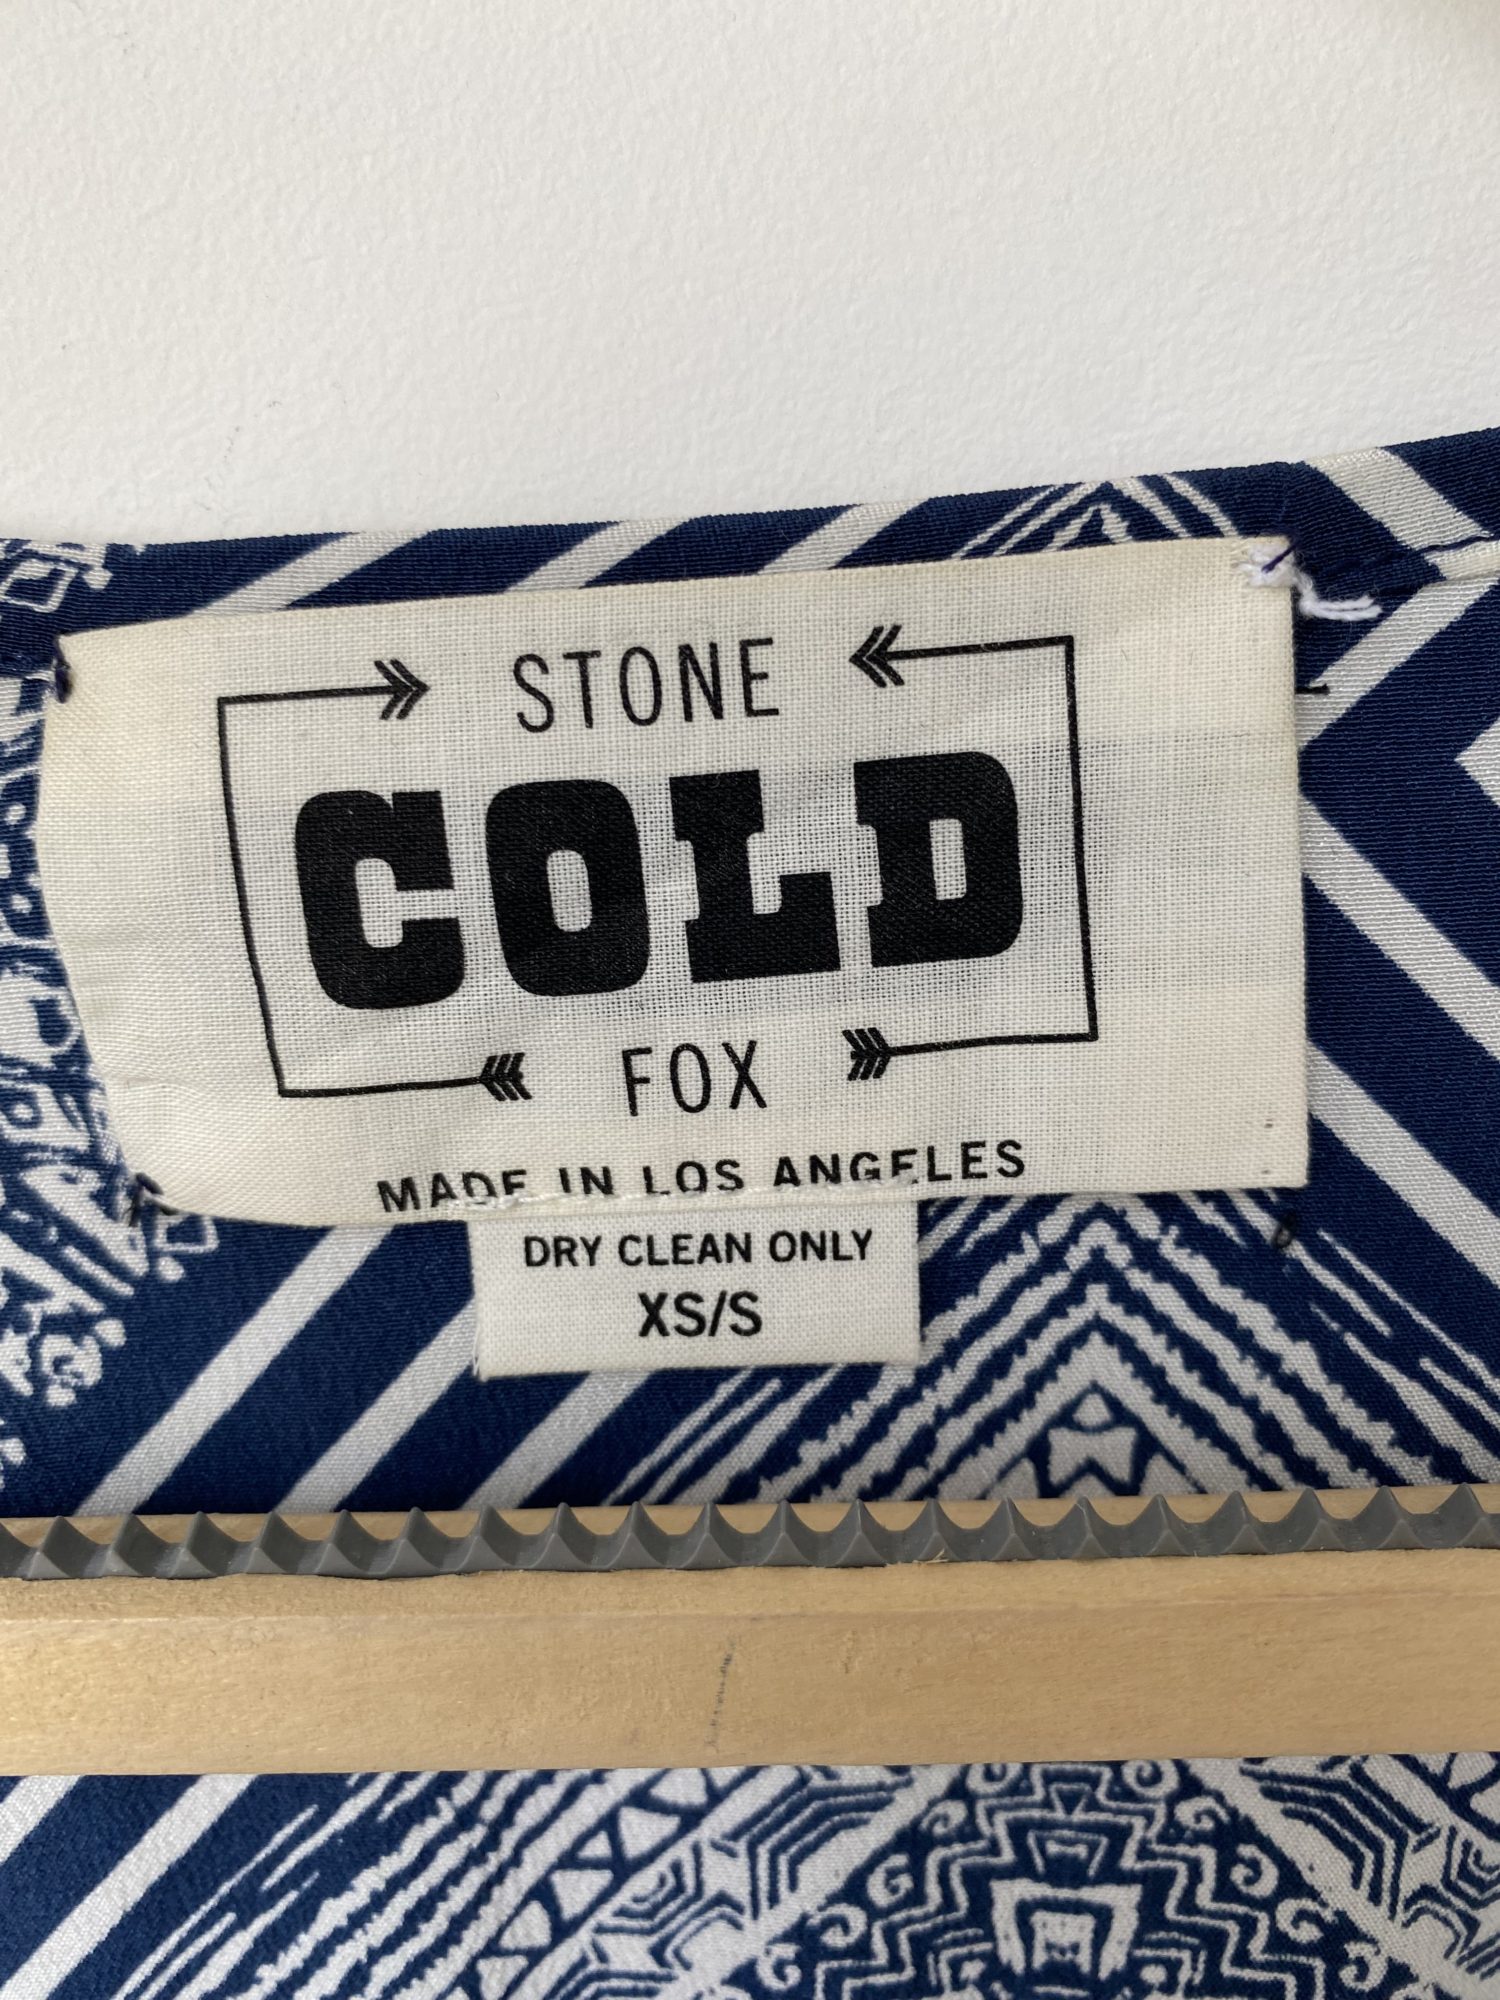 STONE
COLD
FOX
MADE IN LOS ANGELES
DRY CLEAN ONLY
XS/S